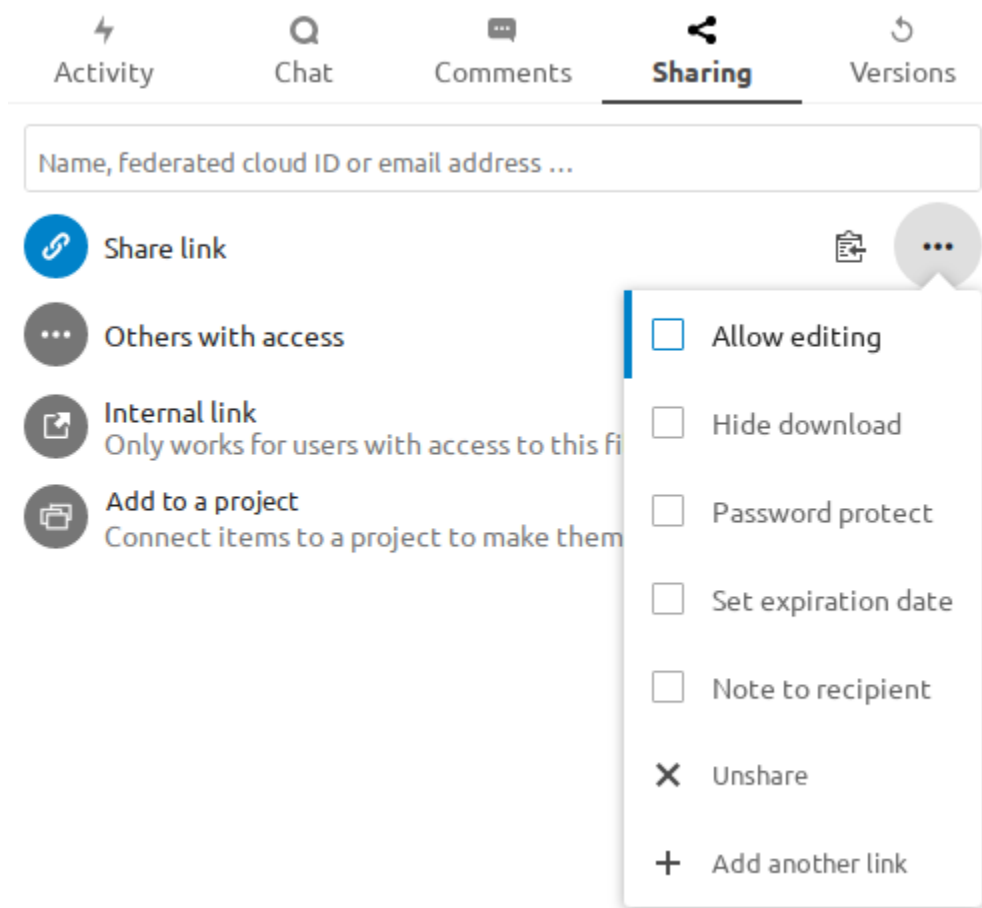 Activity
Chat
Comments
Sharing
Versions
Name, federated cloud ID or email address …
Share link
Others with access
Internal link
Only works for users with access to this fi
Add to a project
Connect items to a project to make them
Allow editing
Hide download
Password protect
Set expiration date
Note to recipient
Unshare
Add another link